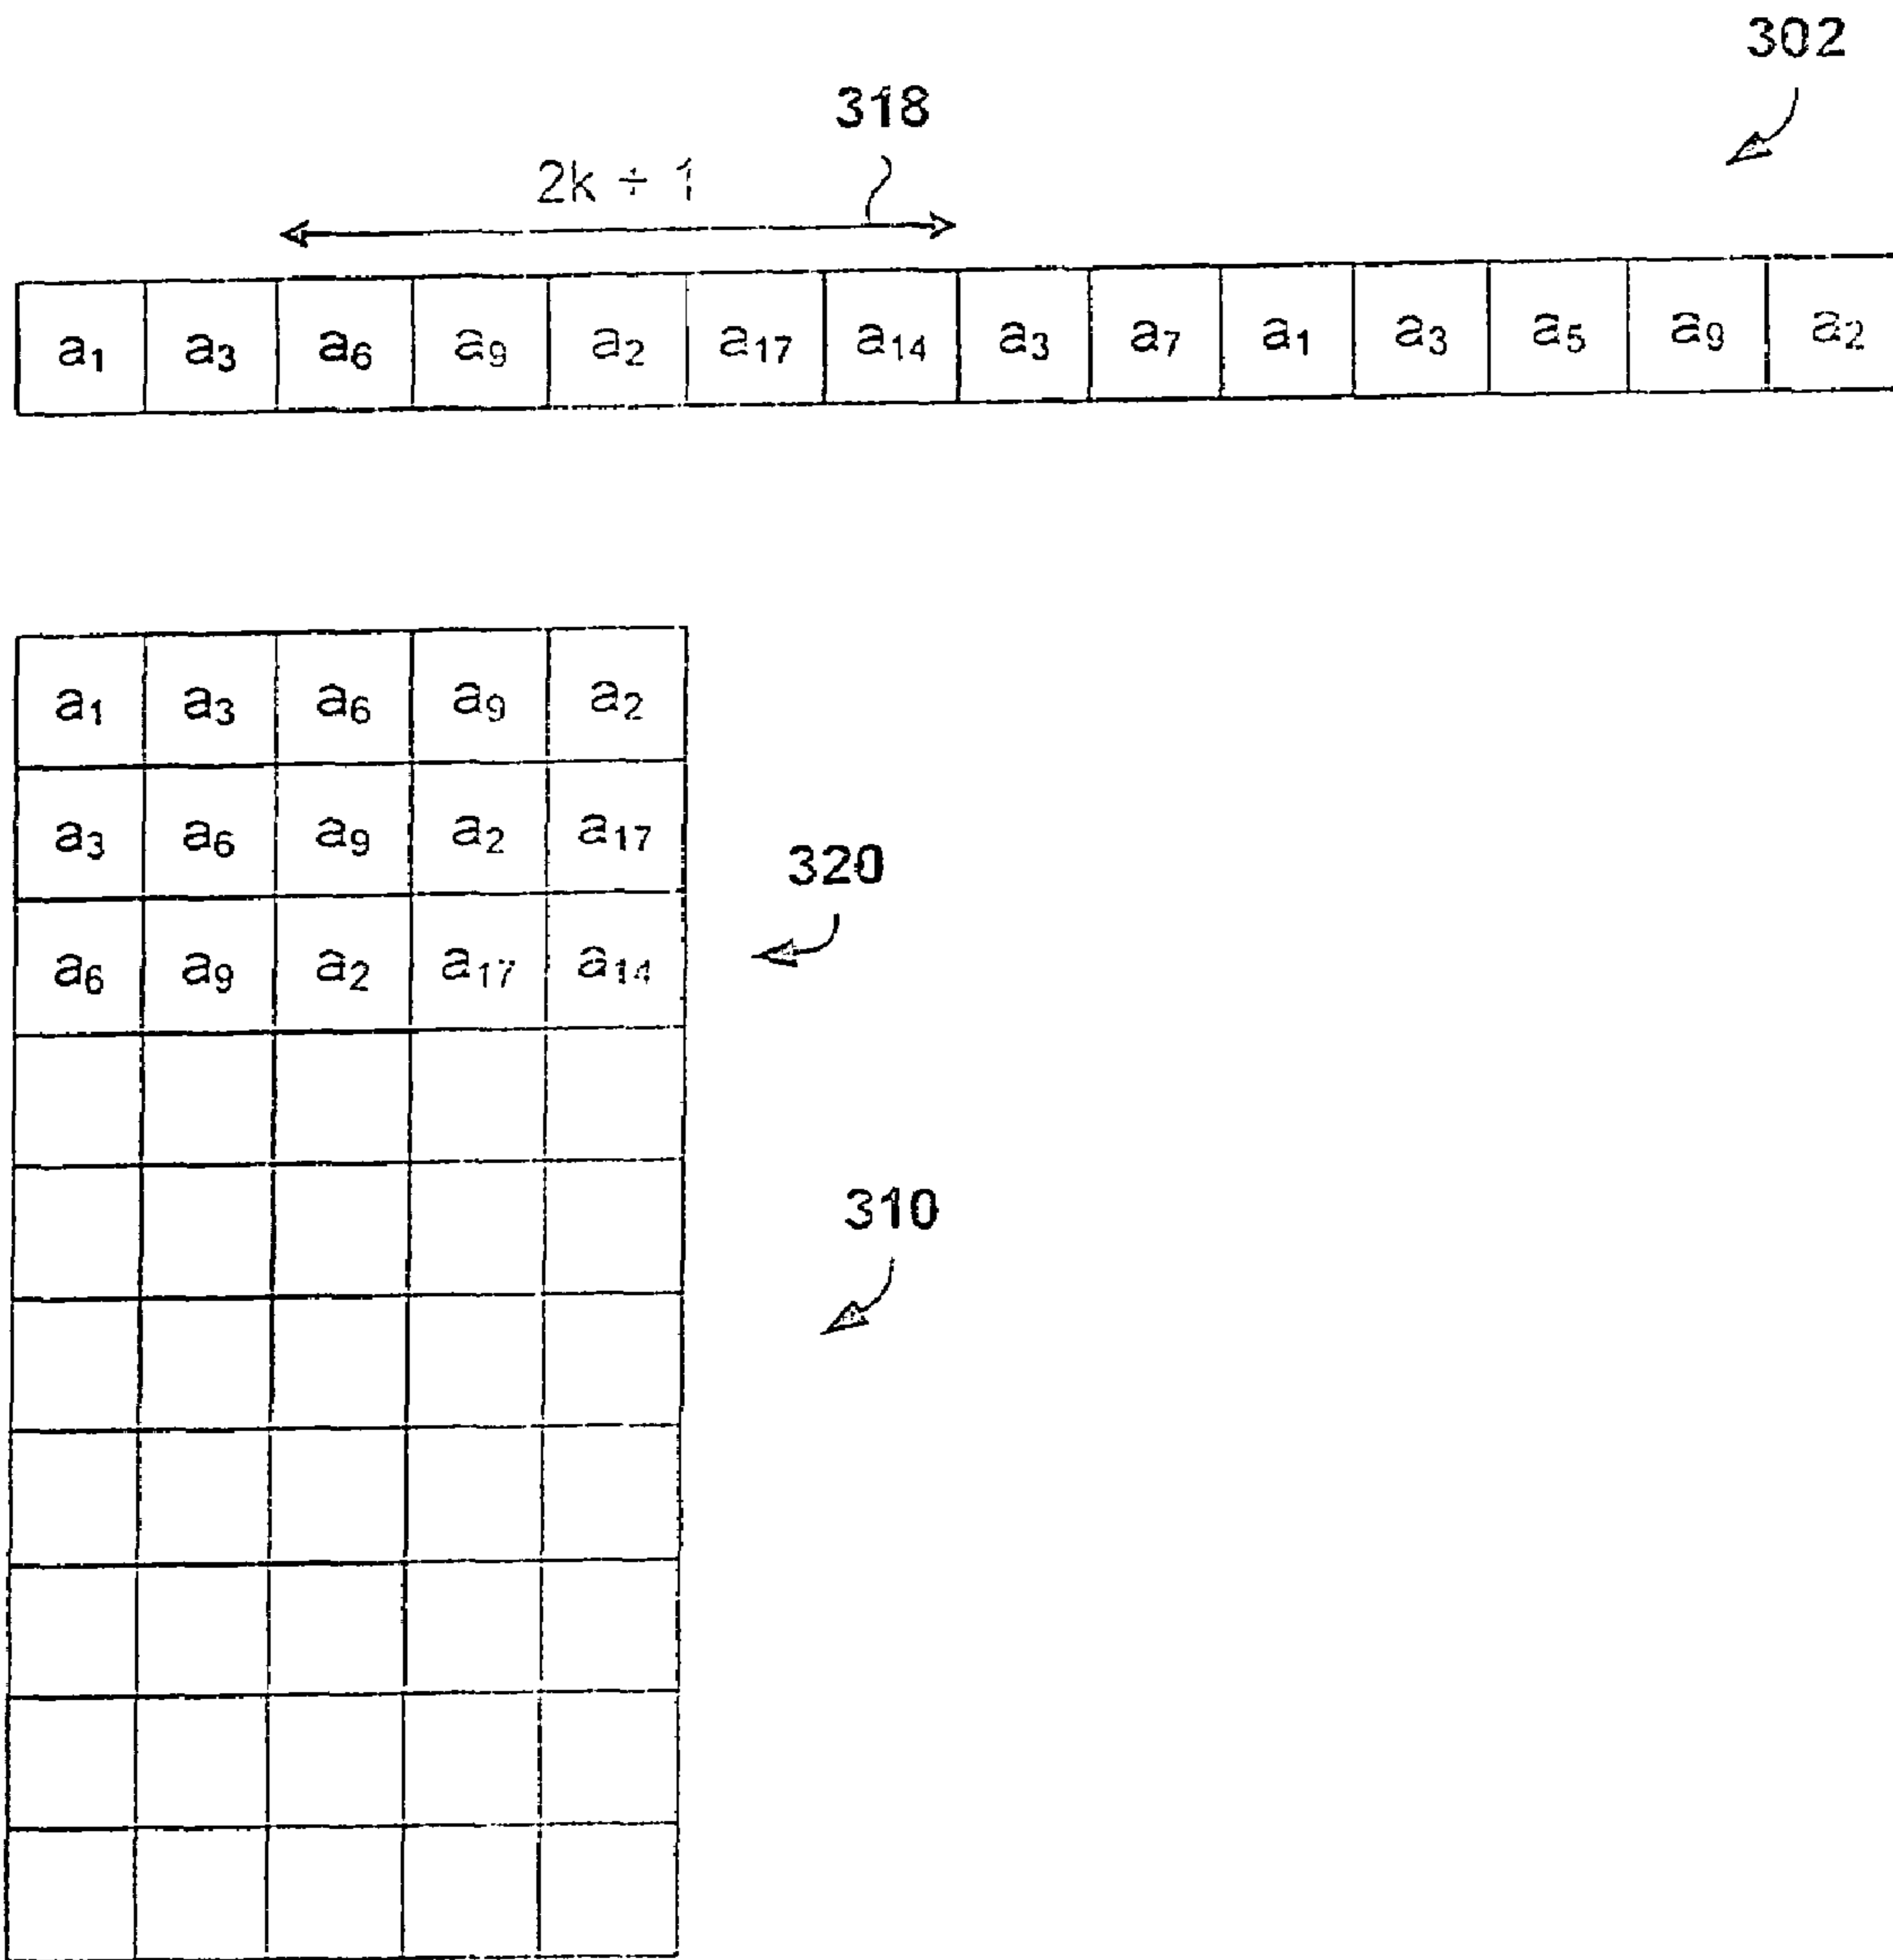 302
318
2k + 1
a₁ a₃ a₆ a₉ a₂ a₁₇ a₁₄ a₃ a₇ a₁ a₃ a₅ a₉ a₂
a₁ a₃ a₆ a₉ a₂
a₃ a₆ a₉ a₂ a₁₇
320
a₆ a₉ a₂ a₁₇ a₁₄
310